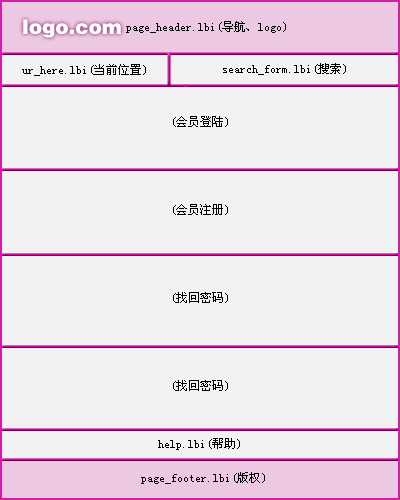 logo.com page_header.lbi(导航、logo)
ur_here.lbi(当前位置) search_form.lbi(搜索)
(会员登陆)
(会员注册)
(找回密码)
(找回密码)
help.lbi(帮助)
page_footer.lbi(版权)